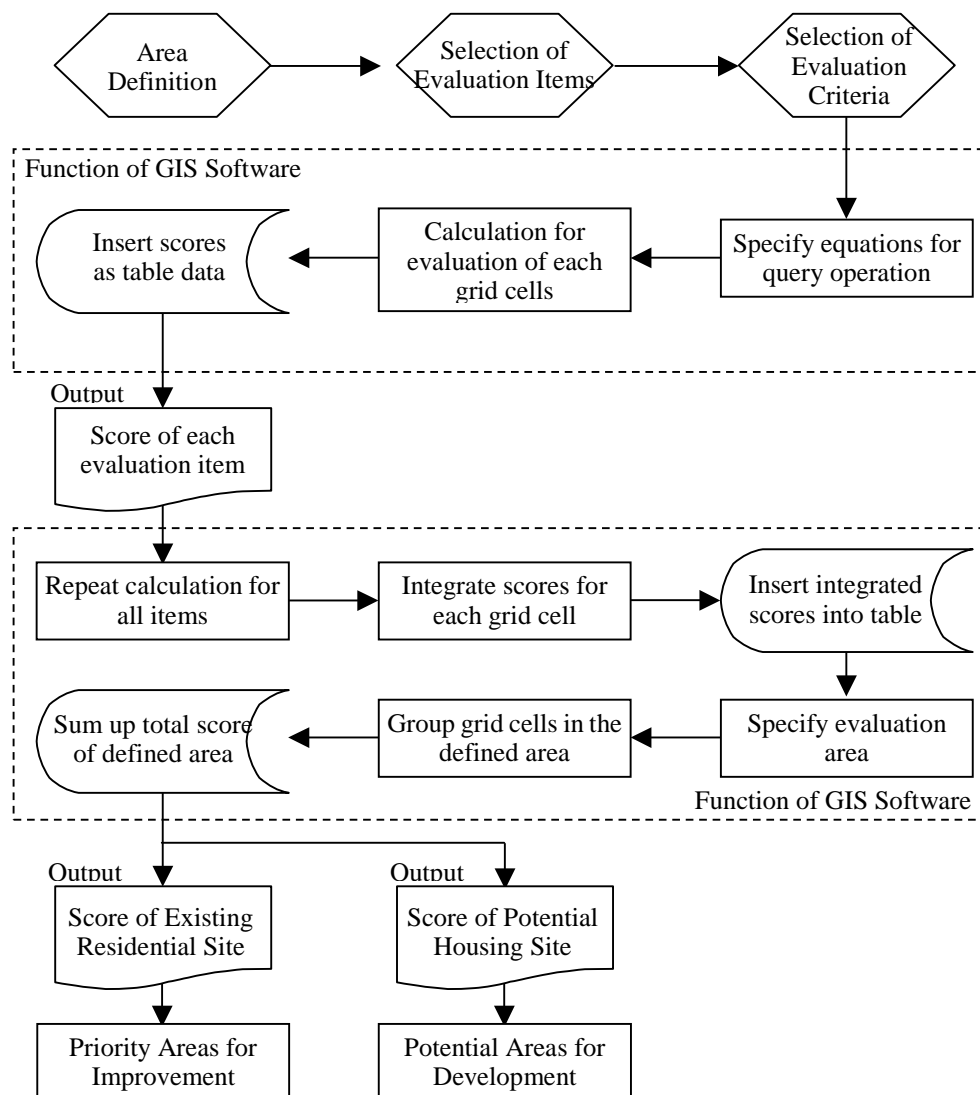 Area
Definition
Selection of
Evaluation Items
Selection of
Evaluation
Criteria
Function of GIS Software
Insert scores
as table data
Calculation for
evaluation of each
grid cells
Specify equations for
query operation
Output
Score of each
evaluation item
Repeat calculation for
all items
Integrate scores for
each grid cell
Insert integrated
scores into table
Sum up total score
of defined area
Group grid cells in the
defined area
Specify evaluation
area
Function of GIS Software
Output
Output
Score of Existing
Residential Site
Score of Potential
Housing Site
Priority Areas for
Improvement
Potential Areas for
Development